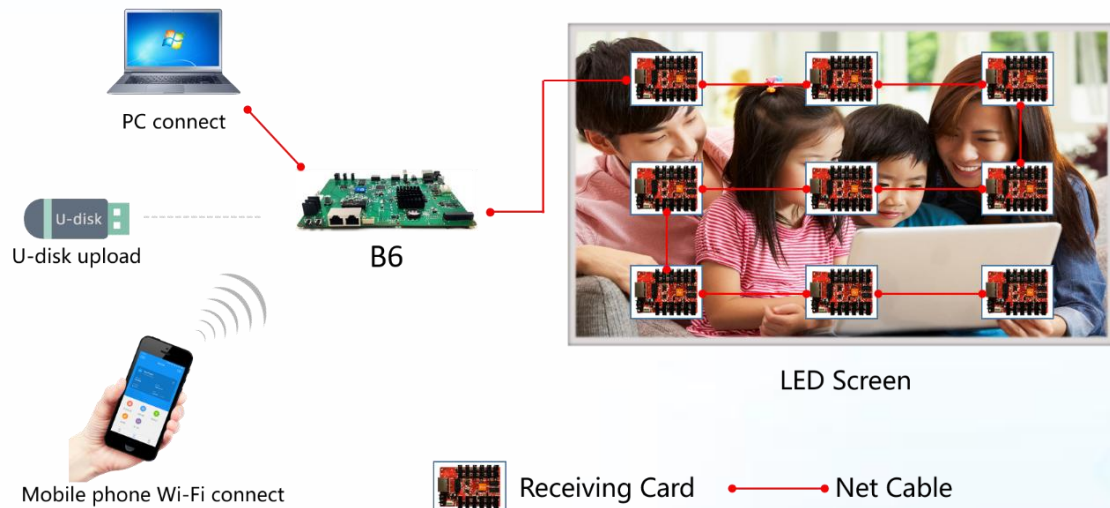 PC connect
U-disk
U-disk upload
B6
LED Screen
Mobile phone Wi-Fi connect
Receiving Card
Net Cable